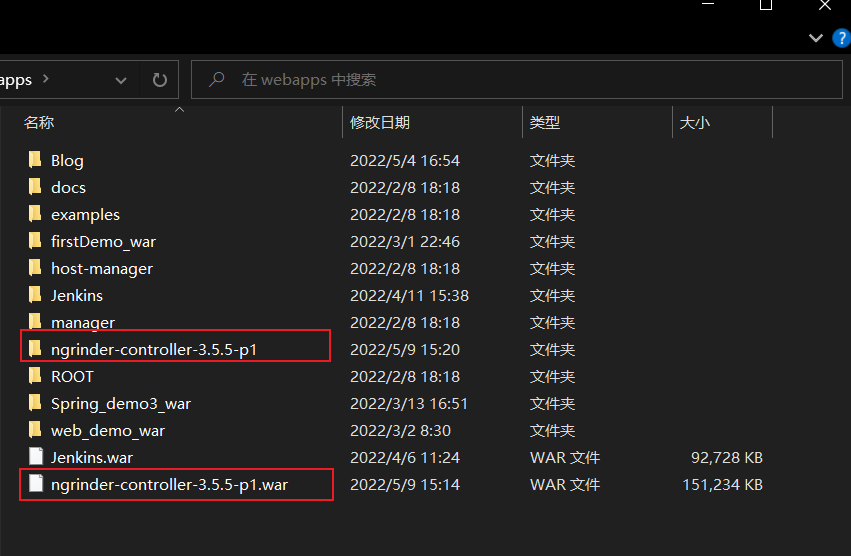 apps
在 webapps 中搜索
?
名称 修改日期 类型 大小
Blog 2022/5/4 16:54 文件夹
docs 2022/2/8 18:18 文件夹
examples 2022/2/8 18:18 文件夹
firstDemo_war 2022/3/1 22:46 文件夹
host-manager 2022/2/8 18:18 文件夹
Jenkins 2022/4/11 15:38 文件夹
manager 2022/2/8 18:18 文件夹
ngrinder-controller-3.5.5-p1 2022/5/9 15:20 文件夹
ROOT 2022/2/8 18:18 文件夹
Spring_demo3_war 2022/3/13 16:51 文件夹
web_demo_war 2022/3/2 8:30 文件夹
Jenkins.war 2022/4/6 11:24 WAR 文件 92,728 KB
ngrinder-controller-3.5.5-p1.war 2022/5/9 15:14 WAR 文件 151,234 KB